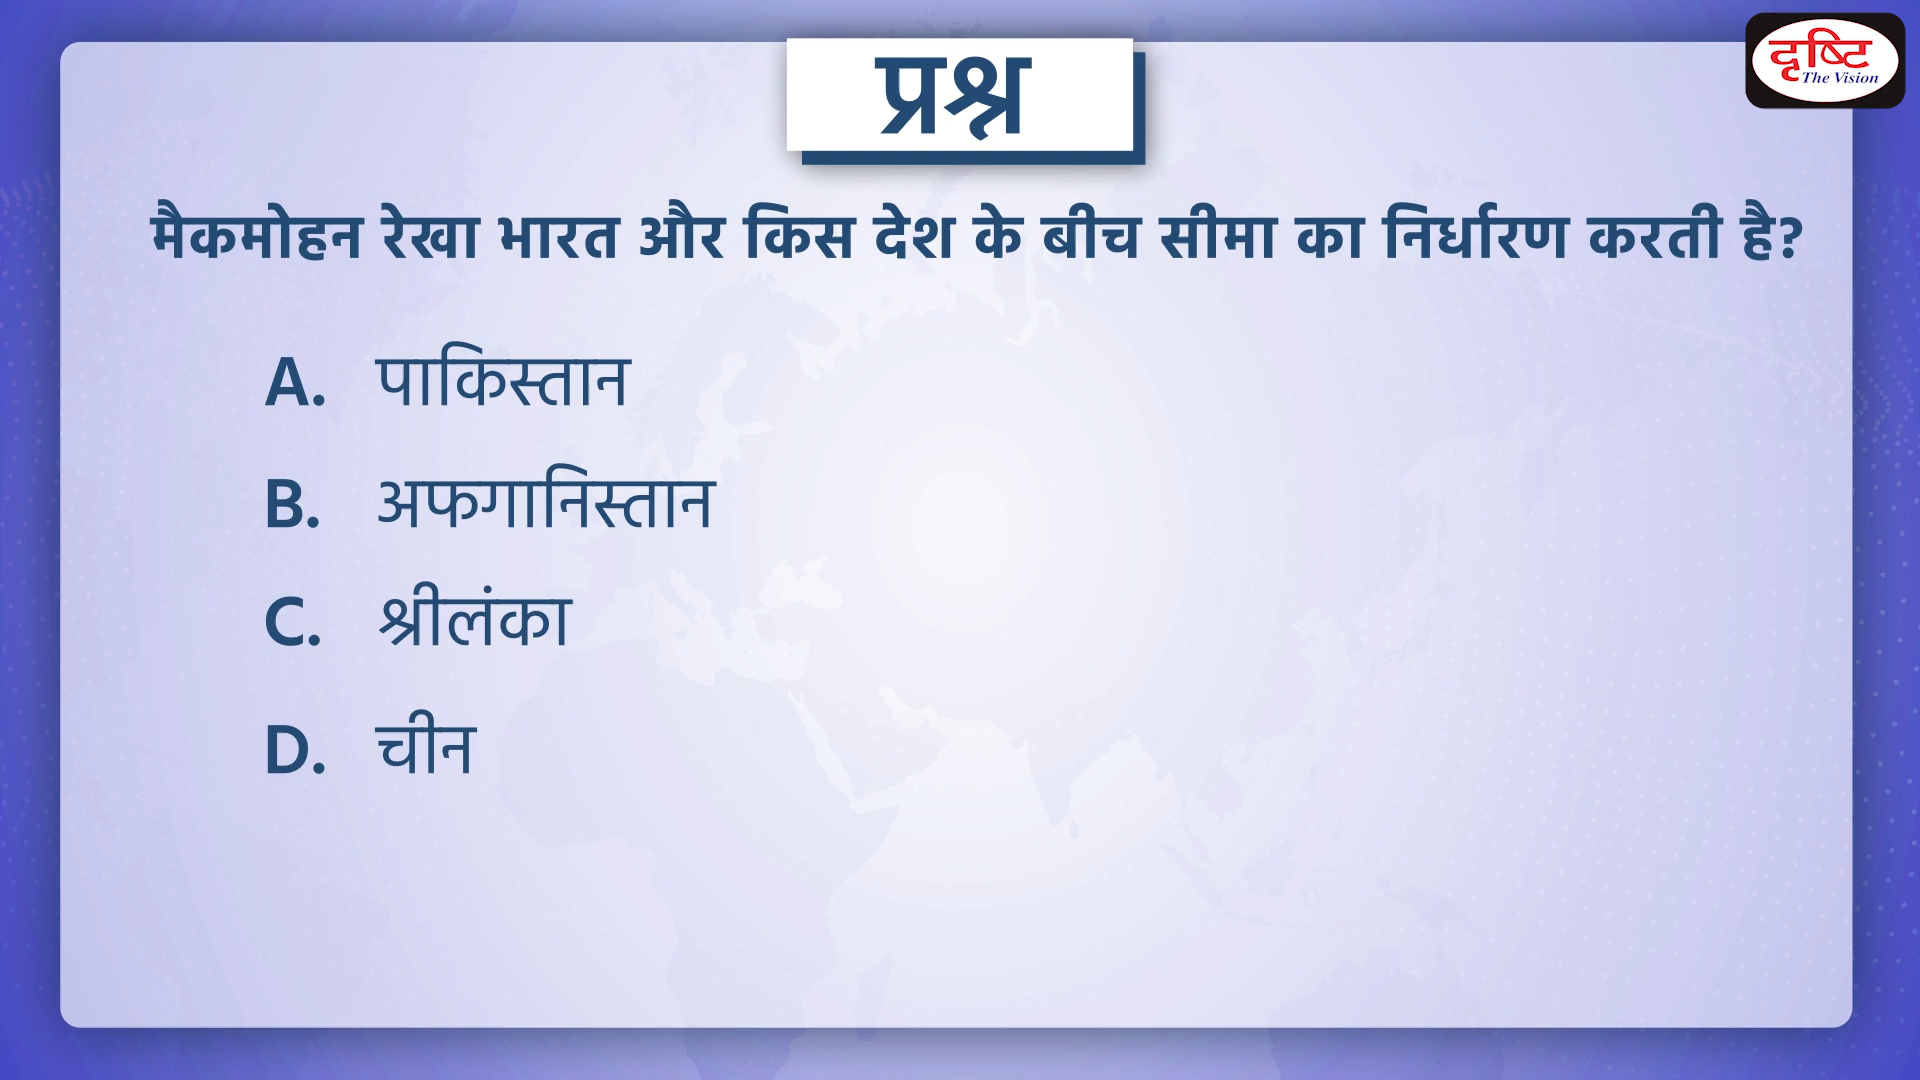 दृष्टि
The Vision
प्रश्न
मैकमोहन रेखा भारत और किस देश के बीच सीमा का निर्धारण करती है?
A. पाकिस्तान
B. अफगानिस्तान
C. श्रीलंका
D. चीन